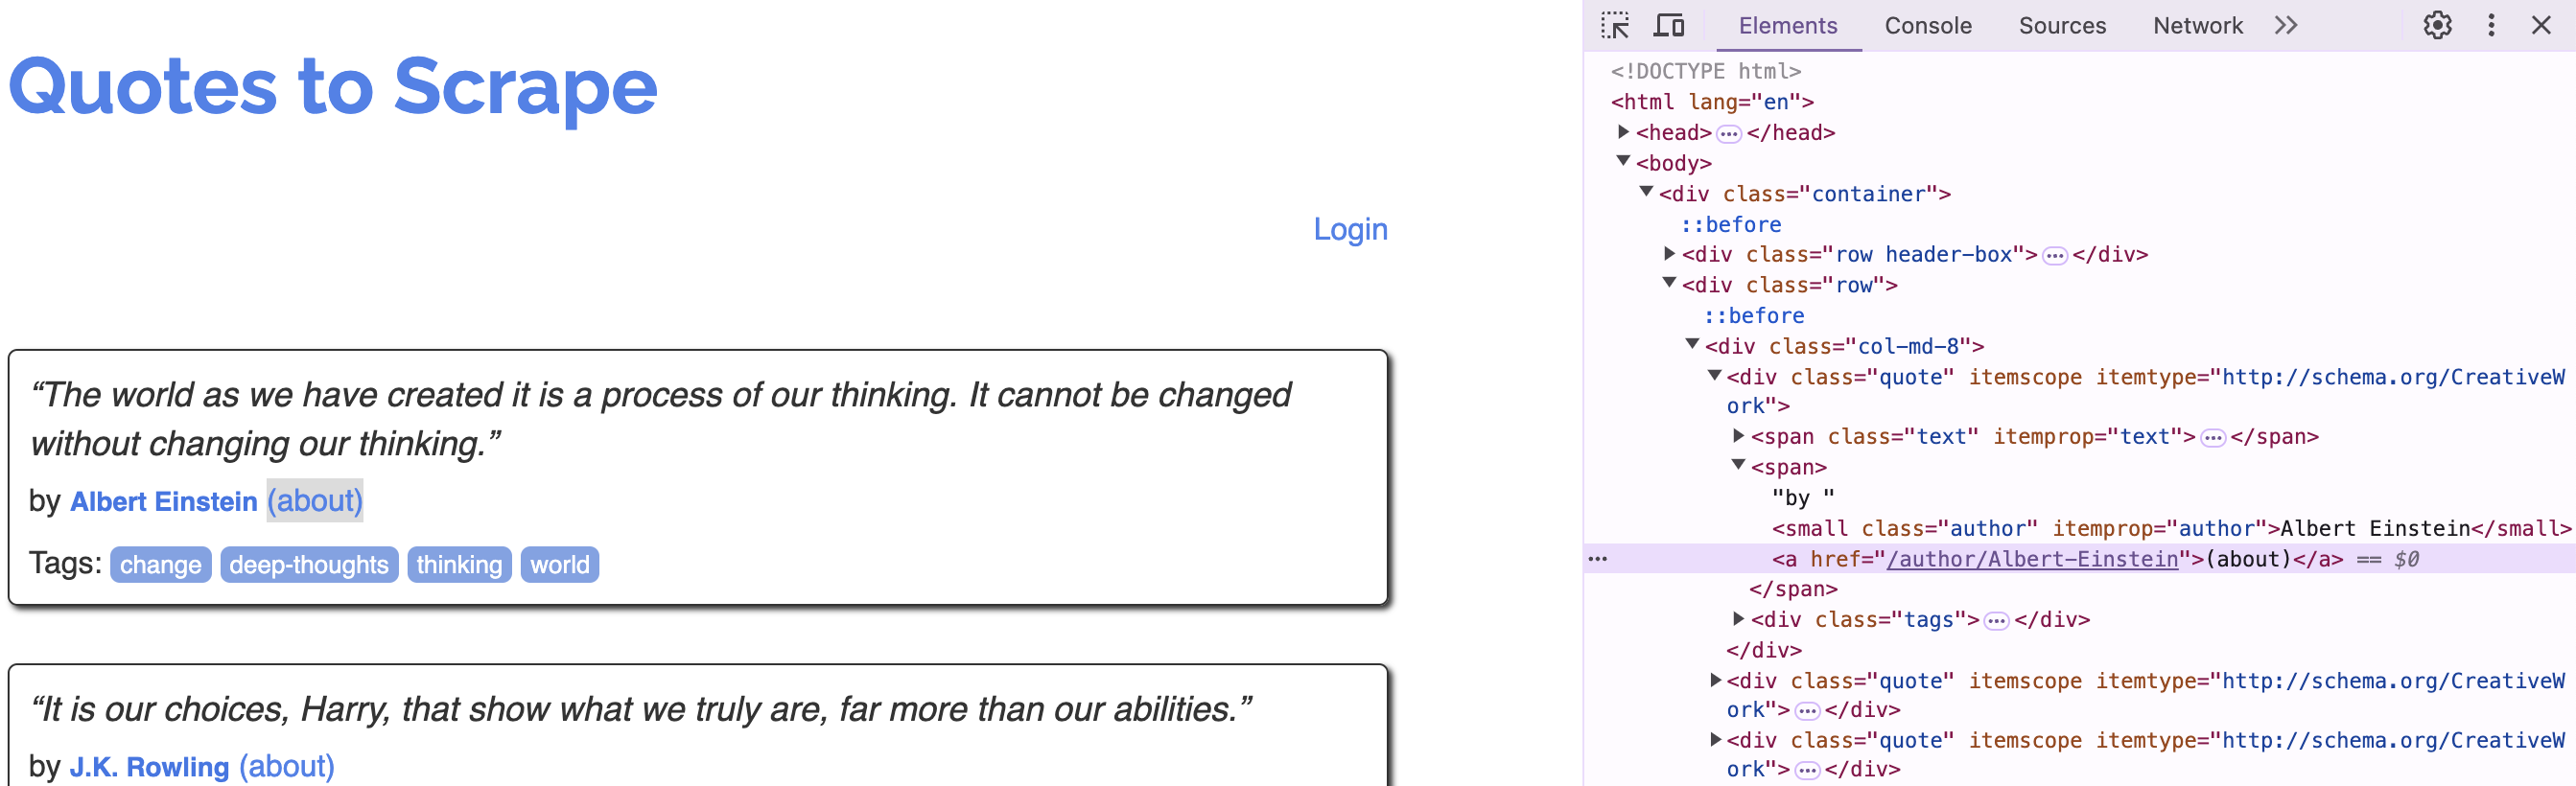 Quotes to Scrape
Login
“The world as we have created it is a process of our thinking. It cannot be changed
without changing our thinking.”
by Albert Einstein (about)
Tags: change deep-thoughts thinking world
“It is our choices, Harry, that show what we truly are, far more than our abilities.”
by J.K. Rowling (about)
Elements Console Sources Network
<!DOCTYPE html>
<html lang="en">
<head> ••• </head>
<body>
<div class="container">
::before
<div class="row header-box"> ••• </div>
<div class="row">
::before
<div class="col-md-8">
<div class="quote" itemscope itemtype="http://schema.org/CreativeW
ork">
<span class="text" itemprop="text"> ••• </span>
<span>
"by "
<small class="author" itemprop="author">Albert Einstein</small>
••• <a href="/author/Albert-Einstein">(about)</a> == $0
</span>
<div class="tags"> ••• </div>
</div>
<div class="quote" itemscope itemtype="http://schema.org/CreativeW
ork"> ••• </div>
<div class="quote" itemscope itemtype="http://schema.org/CreativeW
ork"> ••• </div>